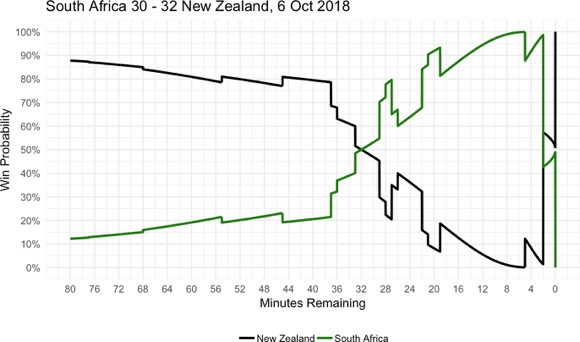 South Africa 30 - 32 New Zealand, 6 Oct 2018
100%
90%
80%
70%
60%
50%
40%
30%
20%
10%
0%
Win Probability
80 76 72 68 64 60 56 52 48 44 40 36 32 28 24 20 16 12 8 4 0
Minutes Remaining
New Zealand South Africa